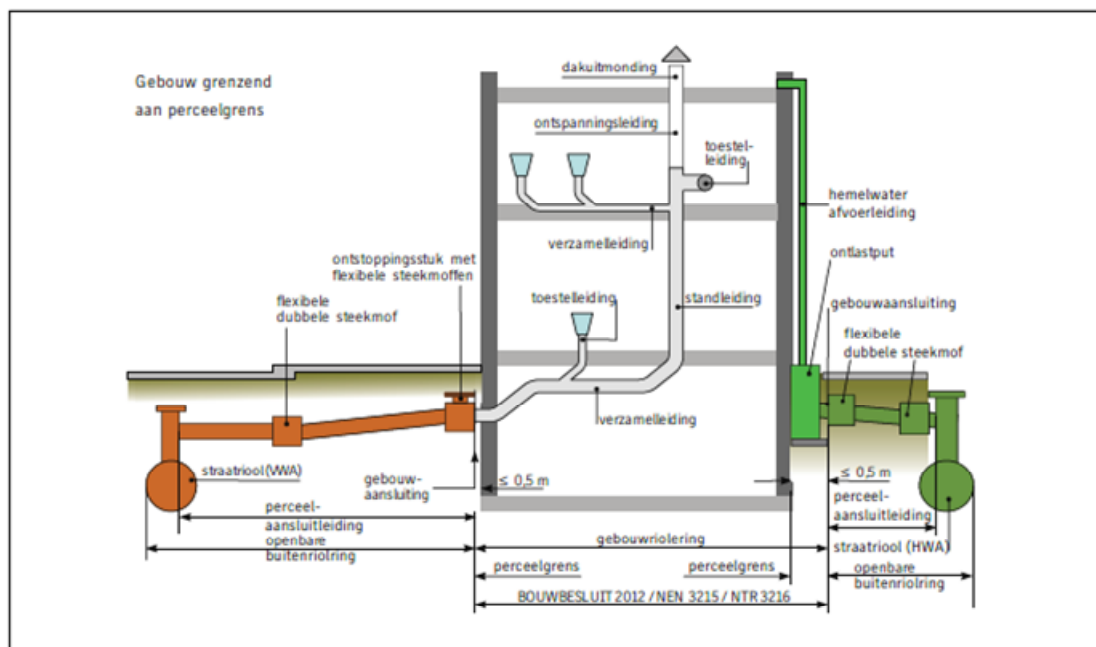 Gebouw grenzend
aan perceelgrens
dakuitmonding
ontspanningsleiding
toestel-
leiding
hemelwater
afvoerleiding
verzamelleiding
ontstoppingsstuk met
flexibele steekmoffen
ontlastput
flexibele
dubbele steekmof
toestelleiding
standleiding
gebouwaansluiting
flexibele
dubbele steekmof
verzamelleiding
straatriool (VWA)
gebouw-
aansluiting
≤ 0,5 m
≤ 0,5 m
perceel-
aansluitleiding
perceel-
aansluitleiding
openbare
buitenriolring
gebouwriolering
straatriool (HWA)
perceelgrens
perceelgrens
openbare
buitenriolring
BOUWBESLUIT 2012 / NEN 3215 / NTR 3216